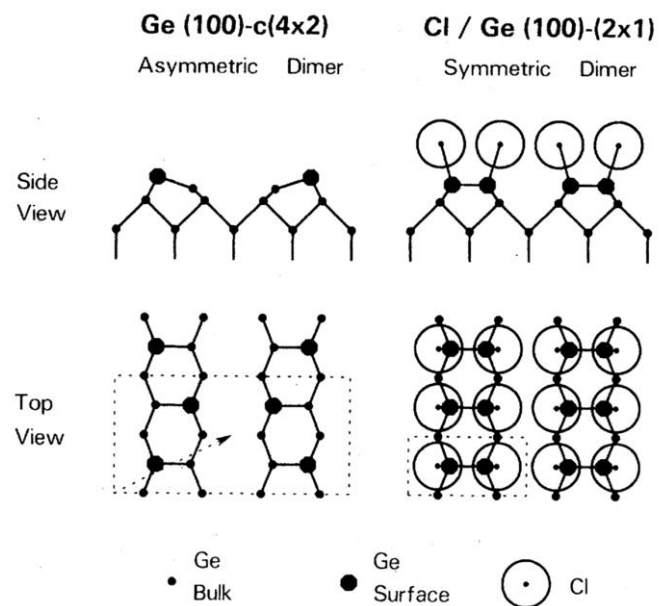 Ge (100)-c(4x2)
Cl / Ge (100)-(2x1)
Asymmetric Dimer
Symmetric Dimer
Side
View
Top
View
Ge
Bulk
Ge
Surface
Cl